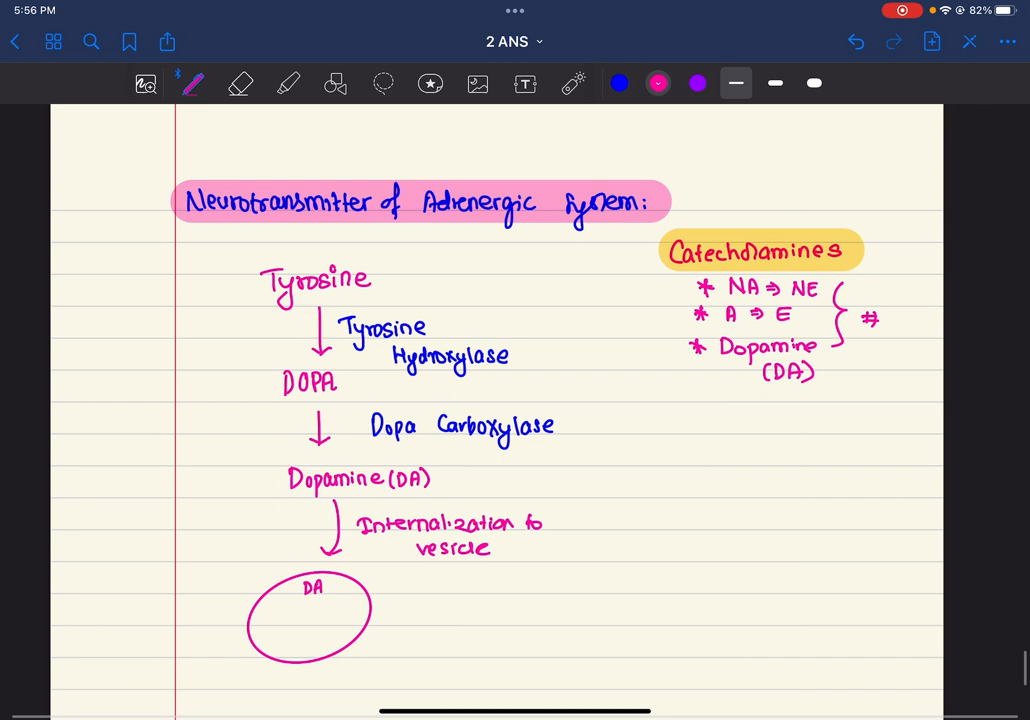 5:56 PM
82%
2 ANS
T
Neurotransmitter of Adrenergic System:
Catecholamines
* NA ⇒ NE
* A ⇒ E
* Dopamine
(DA)
Tyrosine
Tyrosine
Hydroxylase
DOPA
Dopa Carboxylase
Dopamine (DA)
Internalization to
vesicle
DA